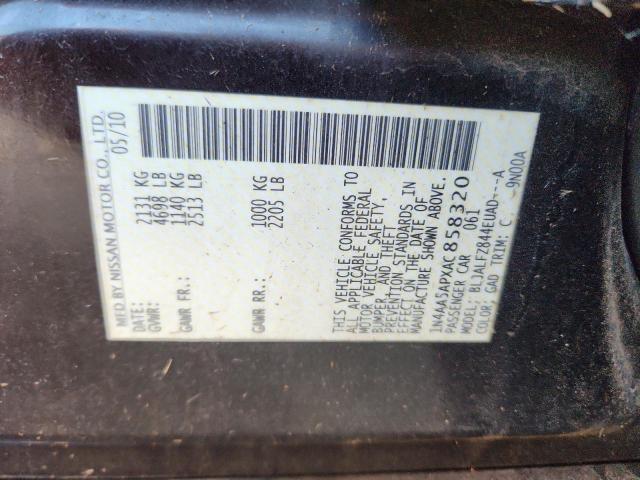 MFD BY NISSAN MOTOR CO., LTD.
DATE: 05/10
GVWR: 2131 KG
4698 LB
GAWR FR: 1140 KG
2513 LB
GAWR RR: 1000 KG
2205 LB
THIS VEHICLE CONFORMS TO
ALL APPLICABLE FEDERAL
MOTOR VEHICLE SAFETY,
BUMPER, AND THEFT
PREVENTION STANDARDS IN
EFFECT ON THE DATE OF
MANUFACTURE SHOWN ABOVE.
1N4AA5APXAC858320
PASSENGER CAR 061
MODEL: BLJALFZ844EUAD---A
COLOR: GAD TRIM: C 9N00A